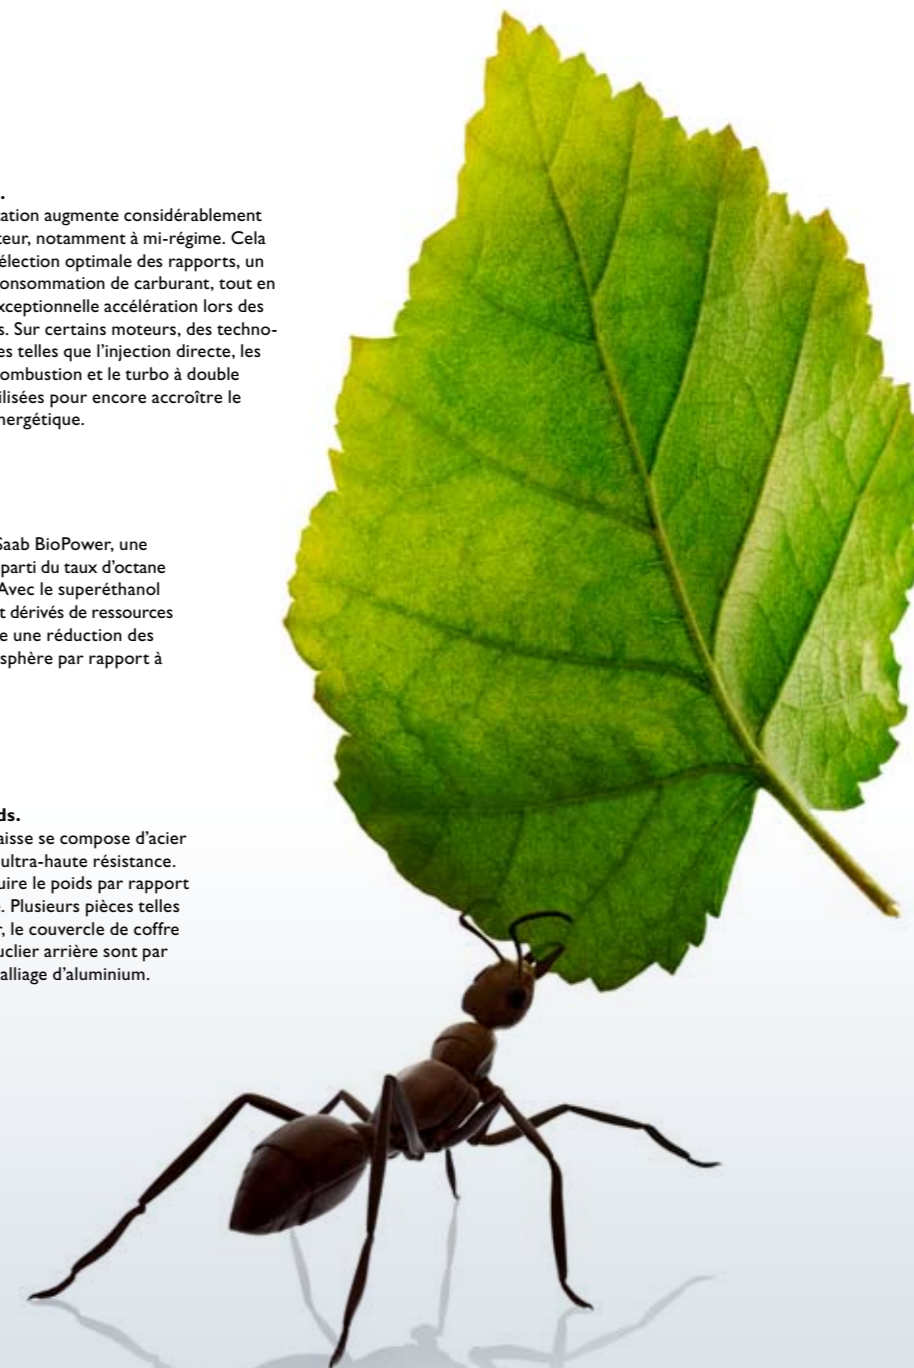 .
ation augmente considérablement
teur, notamment à mi-régime. Cela
élection optimale des rapports, un
onsommation de carburant, tout en
xceptionnelle accélération lors des
s. Sur certains moteurs, des techno-
es telles que l’injection directe, les
ombustion et le turbo à double
ilisées pour encore accroître le
nergétique.
Saab BioPower, une
parti du taux d’octane
Avec le superéthanol
t dérivés de ressources
e une réduction des
sphère par rapport à
ds.
aisse se compose d’acier
ultra-haute résistance.
uire le poids par rapport
. Plusieurs pièces telles
r, le couvercle de coffre
uclier arrière sont par
alliage d’aluminium.